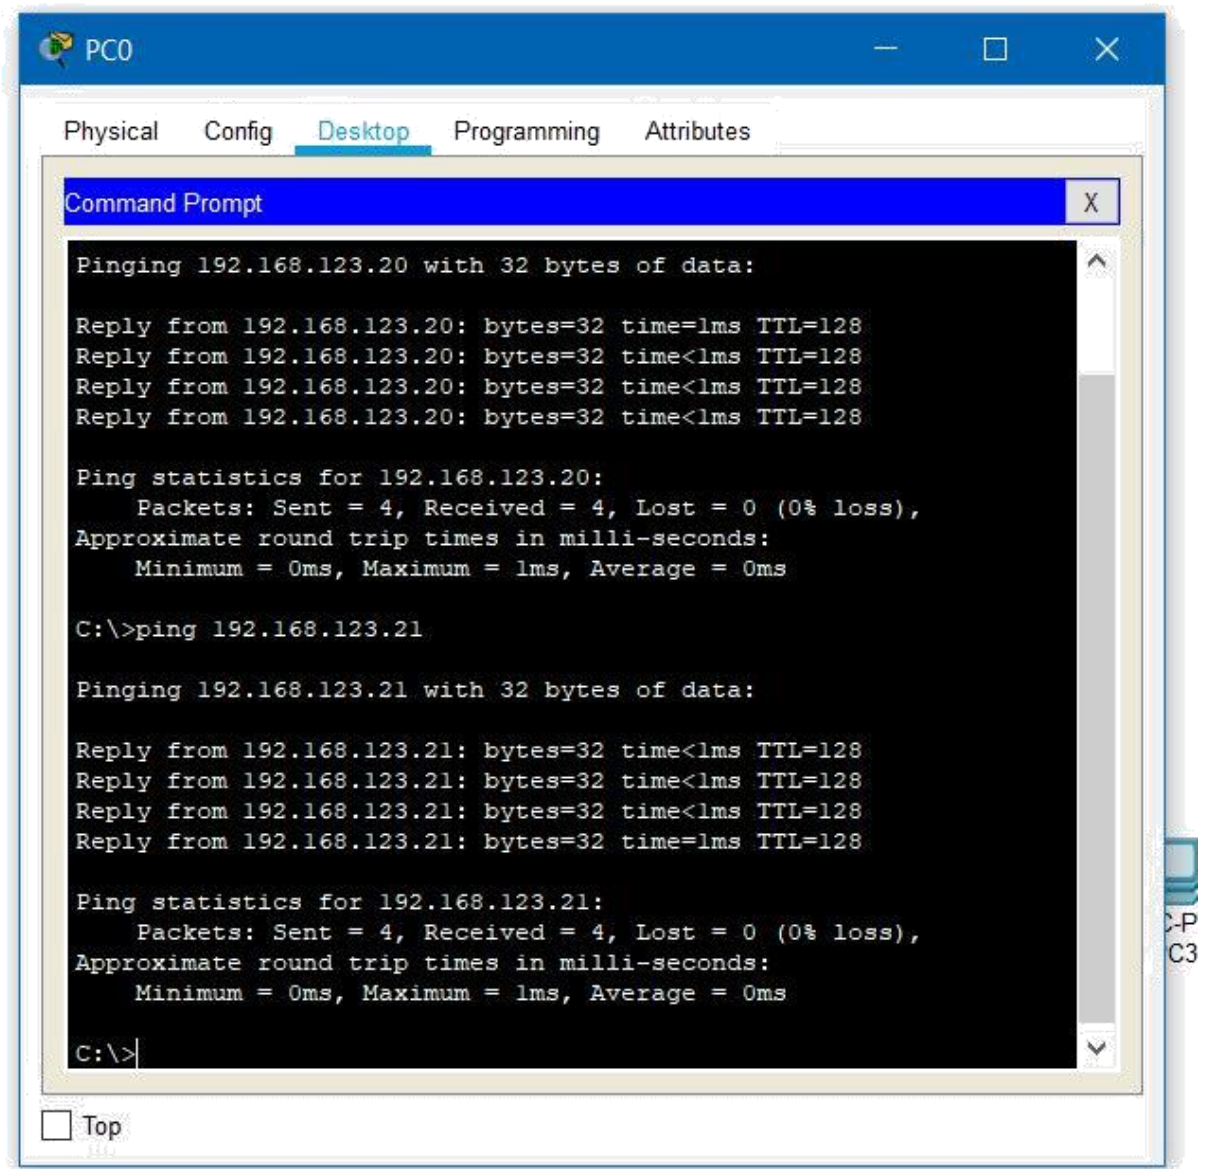 PC0
Physical Config Desktop Programming Attributes
Command Prompt
X
Pinging 192.168.123.20 with 32 bytes of data:
Reply from 192.168.123.20: bytes=32 time=1ms TTL=128
Reply from 192.168.123.20: bytes=32 time<1ms TTL=128
Reply from 192.168.123.20: bytes=32 time<1ms TTL=128
Reply from 192.168.123.20: bytes=32 time<1ms TTL=128
Ping statistics for 192.168.123.20:
Packets: Sent = 4, Received = 4, Lost = 0 (0% loss),
Approximate round trip times in milli-seconds:
Minimum = 0ms, Maximum = 1ms, Average = 0ms
C:\>ping 192.168.123.21
Pinging 192.168.123.21 with 32 bytes of data:
Reply from 192.168.123.21: bytes=32 time<1ms TTL=128
Reply from 192.168.123.21: bytes=32 time<1ms TTL=128
Reply from 192.168.123.21: bytes=32 time<1ms TTL=128
Reply from 192.168.123.21: bytes=32 time=1ms TTL=128
Ping statistics for 192.168.123.21:
Packets: Sent = 4, Received = 4, Lost = 0 (0% loss),
Approximate round trip times in milli-seconds:
Minimum = 0ms, Maximum = 1ms, Average = 0ms
C:\>
Top
C-P
C3